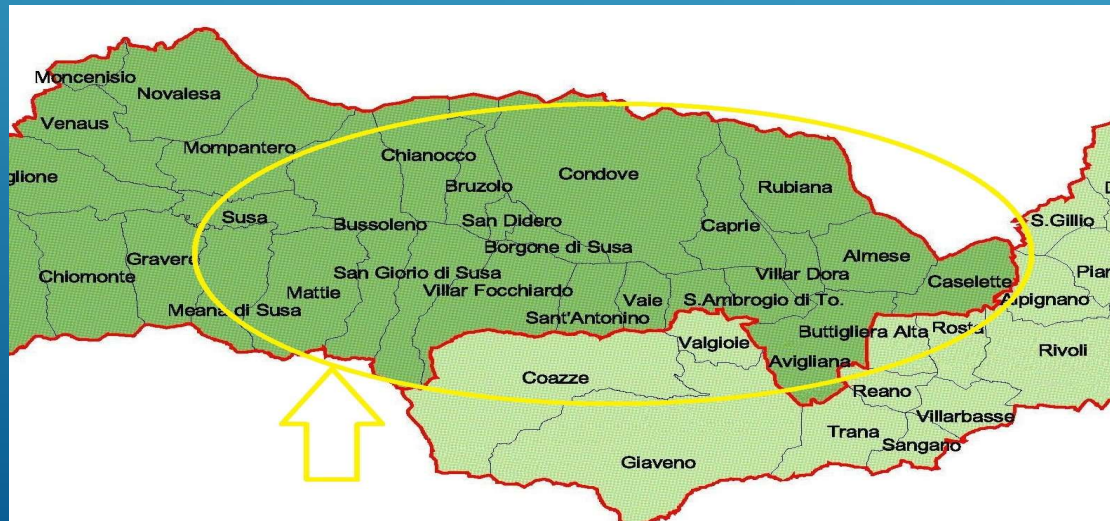 Moncenisio
Novalesa
Venaus
Mompantero
Chianocco
Condove
Bruzolo
Rubiana
glione
Susa
Bussoleno
San Didero
Caprie
S.Gillio
D
Borgone di Susa
Almese
Gravere
Chiomonte
San Giorio di Susa
Villar Dora
Caselette
Pian
Mattie
Villar Focchiardo
Vaie
S.Ambrogio di To.
Alpignano
Meana di Susa
Sant'Antonino
Buttigliera Alta
Rosta
Valgioie
Rivoli
Avigliana
Coazze
Reano
Villarbasse
Trana
Sangano
Giaveno